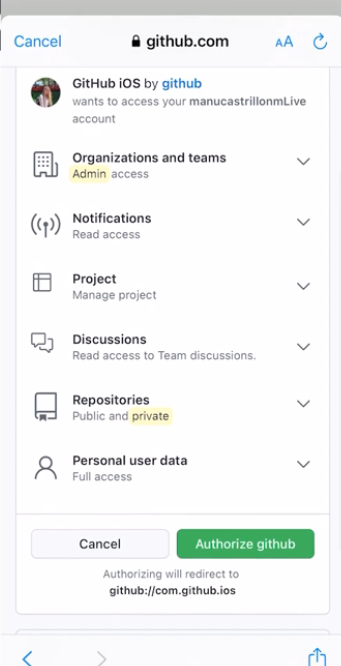 Cancel
github.com
AA
GitHub iOS by github
wants to access your manucastrillonmLive
account
Organizations and teams
Admin access
Notifications
Read access
Project
Manage project
Discussions
Read access to Team discussions.
Repositories
Public and private
Personal user data
Full access
Cancel
Authorize github
Authorizing will redirect to
github://com.github.ios